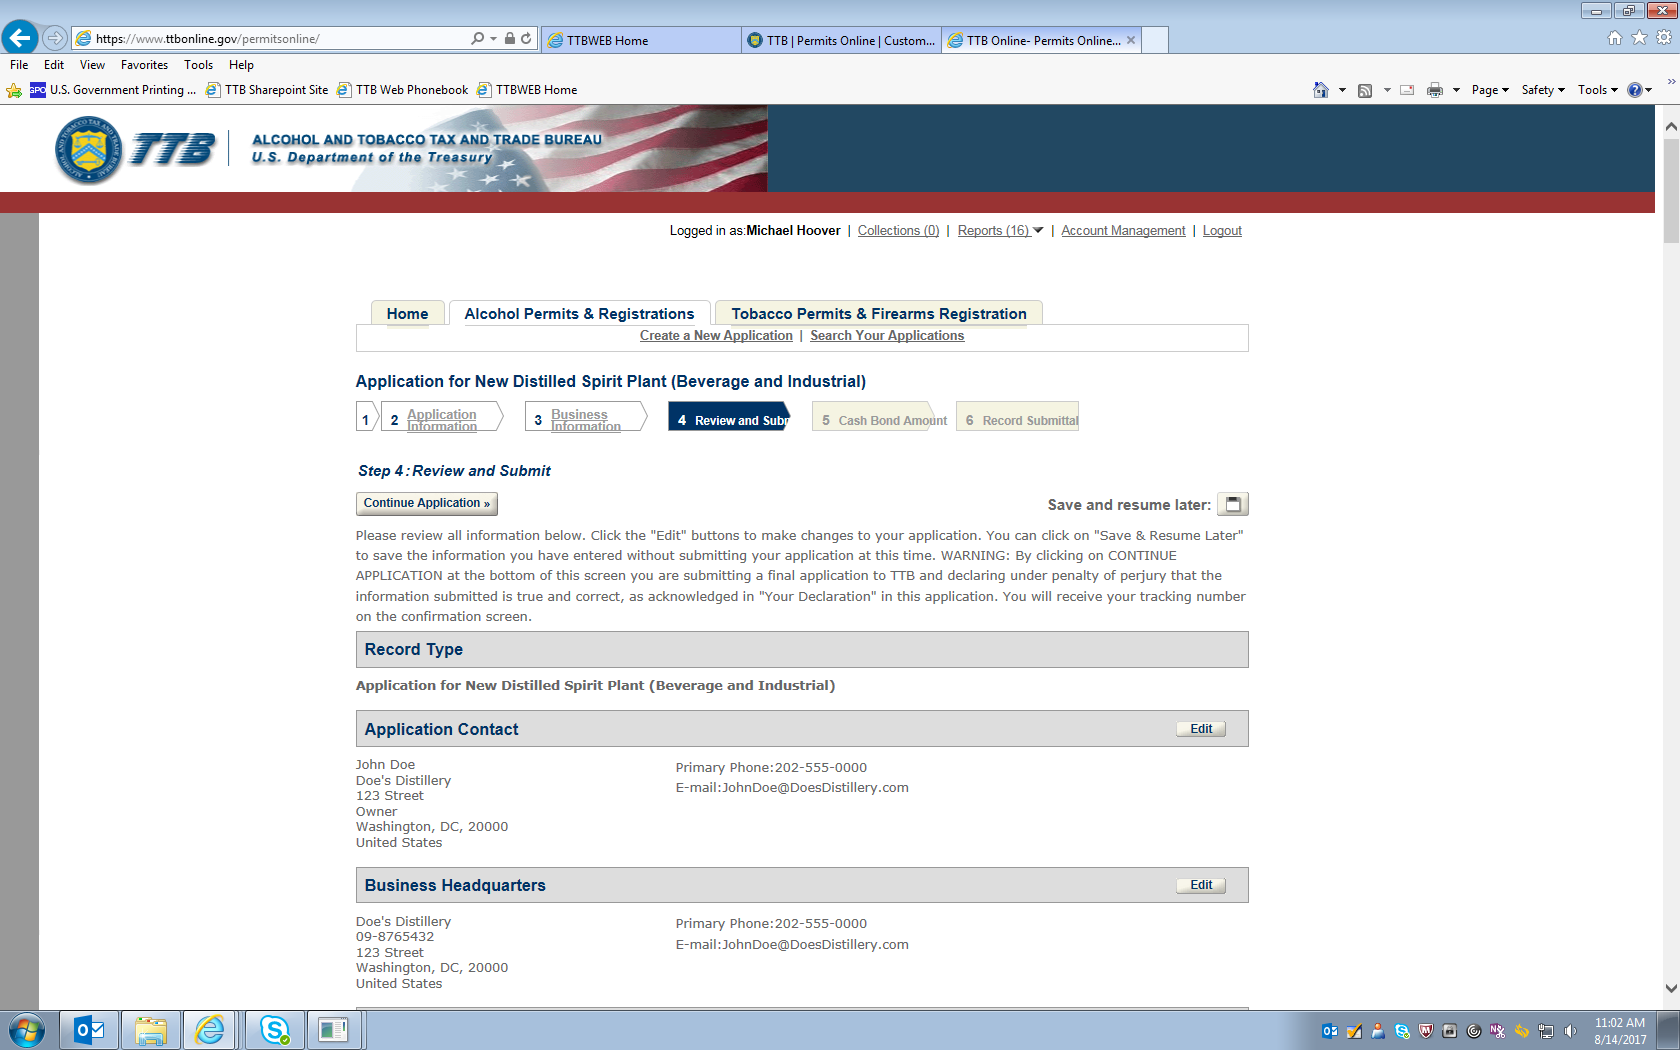 https://www.ttbonline.gov/permitsonline/
TTBWEB Home
TTB | Permits Online | Custom...
TTB Online- Permits Online...
File Edit View Favorites Tools Help
GPO U.S. Government Printing ...
TTB Sharepoint Site
TTB Web Phonebook
TTBWEB Home
Page Safety Tools
TTB
ALCOHOL AND TOBACCO TAX AND TRADE BUREAU
U.S. Department of the Treasury
Logged in as:Michael Hoover | Collections (0) | Reports (16) | Account Management | Logout
Home
Alcohol Permits & Registrations
Tobacco Permits & Firearms Registration
Create a New Application | Search Your Applications
Application for New Distilled Spirit Plant (Beverage and Industrial)
1
2 Application
Information
3 Business
Information
4 Review and Subm
5 Cash Bond Amount
6 Record Submittal
Step 4:Review and Submit
Continue Application »
Save and resume later:
Please review all information below. Click the "Edit" buttons to make changes to your application. You can click on "Save & Resume Later"
to save the information you have entered without submitting your application at this time. WARNING: By clicking on CONTINUE
APPLICATION at the bottom of this screen you are submitting a final application to TTB and declaring under penalty of perjury that the
information submitted is true and correct, as acknowledged in "Your Declaration" in this application. You will receive your tracking number
on the confirmation screen.
Record Type
Application for New Distilled Spirit Plant (Beverage and Industrial)
Application Contact
Edit
John Doe
Doe's Distillery
123 Street
Owner
Washington, DC, 20000
United States
Primary Phone:202-555-0000
E-mail:JohnDoe@DoesDistillery.com
Business Headquarters
Edit
Doe's Distillery
09-8765432
123 Street
Washington, DC, 20000
United States
Primary Phone:202-555-0000
E-mail:JohnDoe@DoesDistillery.com
11:02 AM
8/14/2017